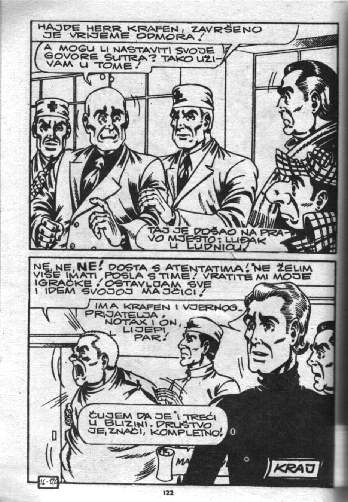 HAJDE HERR KRAFEN, ZAVRŠENO
JE VRIJEME ODMORA!
A MOGU LI NASTAVITI SVOJE
GOVORE SUTRA? TAKO UŽI-
VAM U TOME!
TAJ JE DOŠAO NA PRA-
VO MJESTO: LUĐAK
U LUDNICU!
NE, NE, NE! DOSTA S ATENTATIMA! NE ŽELIM
VIŠE IMATI POSLA S TIME! VRATITE MI MOJE
IGRAČKE! OSTAVLJAM SVE
I IDEM SVOJOJ MAJČICI!
IMA KRAFEN I VJERNOG
PRIJATELJA,
NOTAX I ON,
LIJEPI
PAR!
ČUJEM DA JE I TREĆI
U BLIZINI. DRUŠTVO
JE, ZNAČI, KOMPLETNO!
KRAJ
122